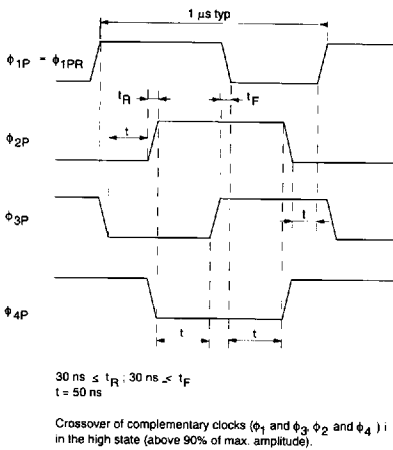 1 µs typ
ϕ1P = ϕ1PR
tR
tF
t
ϕ2P
ϕ3P
t
ϕ4P
t
t
30 ns ≤ tR ; 30 ns ≤ tF
t = 50 ns
Crossover of complementary clocks (ϕ1 and ϕ3, ϕ2 and ϕ4 ) i
in the high state (above 90% of max. amplitude).